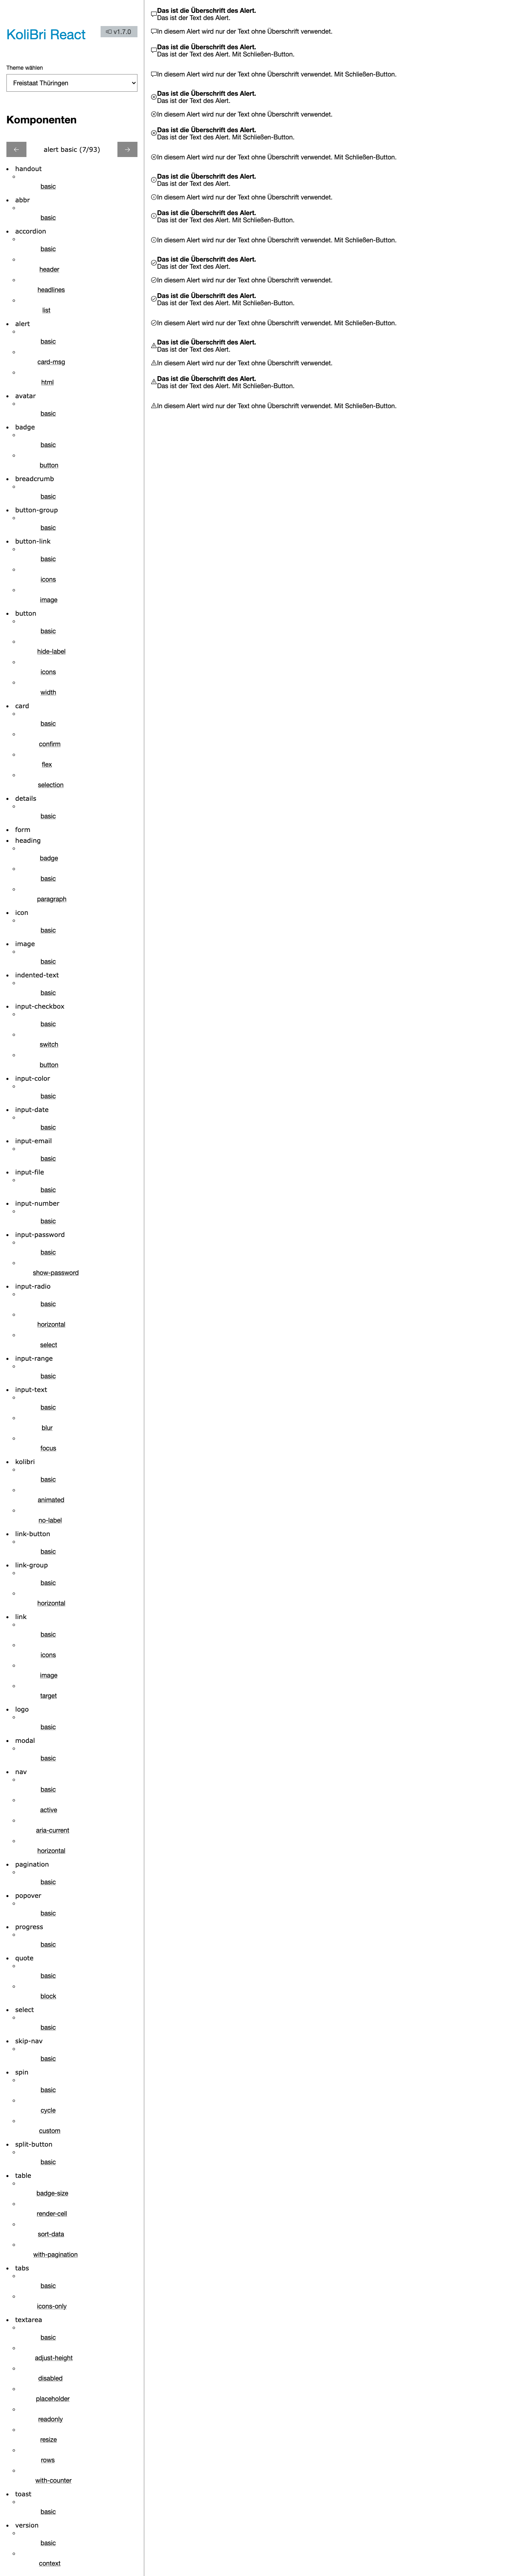 KoliBri React
v1.7.0
Theme wählen
Freistaat Thüringen
Komponenten
alert basic (7/93)
handout
basic
abbr
basic
accordion
basic
header
headlines
list
alert
basic
card-msg
html
avatar
basic
badge
basic
button
breadcrumb
basic
button-group
basic
button-link
basic
icons
image
button
basic
hide-label
icons
width
card
basic
confirm
flex
selection
details
basic
form
heading
badge
basic
paragraph
icon
basic
image
basic
indented-text
basic
input-checkbox
basic
switch
button
input-color
basic
input-date
basic
input-email
basic
input-file
basic
input-number
basic
input-password
basic
show-password
input-radio
basic
horizontal
select
input-range
basic
input-text
basic
blur
focus
kolibri
basic
animated
no-label
link-button
basic
link-group
basic
horizontal
link
basic
icons
image
target
logo
basic
modal
basic
nav
basic
active
aria-current
horizontal
pagination
basic
popover
basic
progress
basic
quote
basic
block
select
basic
skip-nav
basic
spin
basic
cycle
custom
split-button
basic
table
badge-size
render-cell
sort-data
with-pagination
tabs
basic
icons-only
textarea
basic
adjust-height
disabled
placeholder
readonly
resize
rows
with-counter
toast
basic
version
basic
context
Das ist die Überschrift des Alert.
Das ist der Text des Alert.
In diesem Alert wird nur der Text ohne Überschrift verwendet.
Das ist die Überschrift des Alert.
Das ist der Text des Alert. Mit Schließen-Button.
In diesem Alert wird nur der Text ohne Überschrift verwendet. Mit Schließen-Button.
Das ist die Überschrift des Alert.
Das ist der Text des Alert.
In diesem Alert wird nur der Text ohne Überschrift verwendet.
Das ist die Überschrift des Alert.
Das ist der Text des Alert. Mit Schließen-Button.
In diesem Alert wird nur der Text ohne Überschrift verwendet. Mit Schließen-Button.
Das ist die Überschrift des Alert.
Das ist der Text des Alert.
In diesem Alert wird nur der Text ohne Überschrift verwendet.
Das ist die Überschrift des Alert.
Das ist der Text des Alert. Mit Schließen-Button.
In diesem Alert wird nur der Text ohne Überschrift verwendet. Mit Schließen-Button.
Das ist die Überschrift des Alert.
Das ist der Text des Alert.
In diesem Alert wird nur der Text ohne Überschrift verwendet.
Das ist die Überschrift des Alert.
Das ist der Text des Alert. Mit Schließen-Button.
In diesem Alert wird nur der Text ohne Überschrift verwendet. Mit Schließen-Button.
Das ist die Überschrift des Alert.
Das ist der Text des Alert.
In diesem Alert wird nur der Text ohne Überschrift verwendet.
Das ist die Überschrift des Alert.
Das ist der Text des Alert. Mit Schließen-Button.
In diesem Alert wird nur der Text ohne Überschrift verwendet. Mit Schließen-Button.